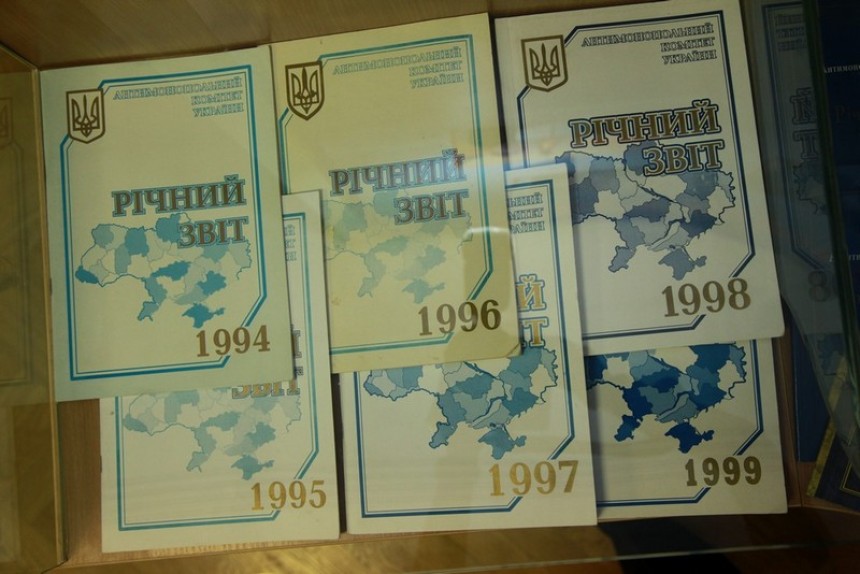 АНТИМОНОПОЛЬНИЙ
КОМІТЕТ
УКРАЇНИ
РІЧНИЙ
ЗВІТ
1994
АНТИМОНОПОЛЬНИЙ
КОМІТЕТ
УКРАЇНИ
РІЧНИЙ
ЗВІТ
1996
АНТИМОНОПОЛЬНИЙ
КОМІТЕТ
УКРАЇНИ
РІЧНИЙ
ЗВІТ
1998
ЗВІТ
1995
1997
1999